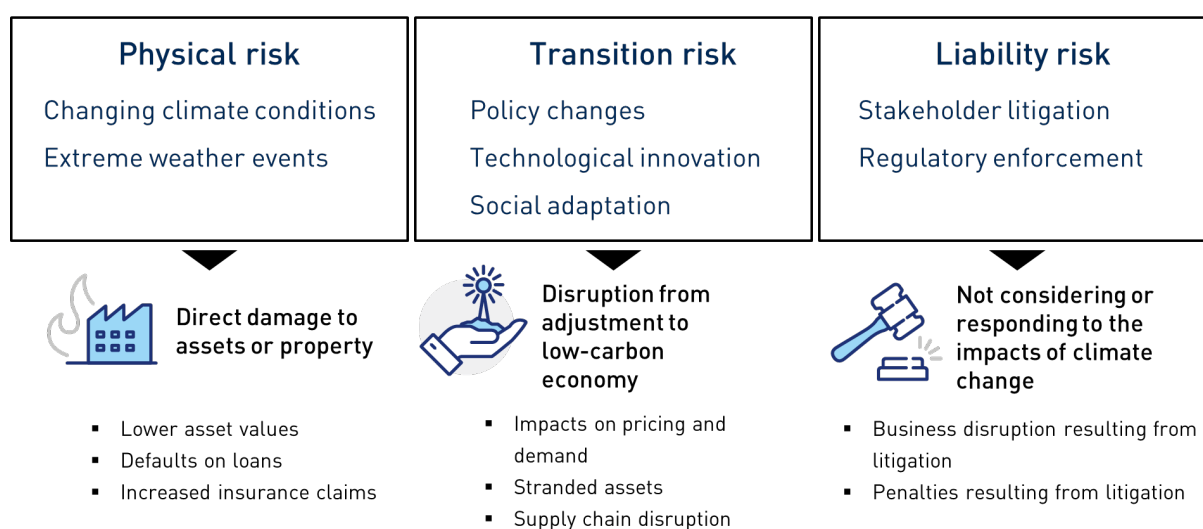 Physical risk
Changing climate conditions
Extreme weather events
Direct damage to
assets or property
▪ Lower asset values
▪ Defaults on loans
▪ Increased insurance claims
Transition risk
Policy changes
Technological innovation
Social adaptation
Disruption from
adjustment to
low-carbon
economy
▪ Impacts on pricing and
demand
▪ Stranded assets
▪ Supply chain disruption
Liability risk
Stakeholder litigation
Regulatory enforcement
Not considering or
responding to the
impacts of climate
change
▪ Business disruption resulting from
litigation
▪ Penalties resulting from litigation